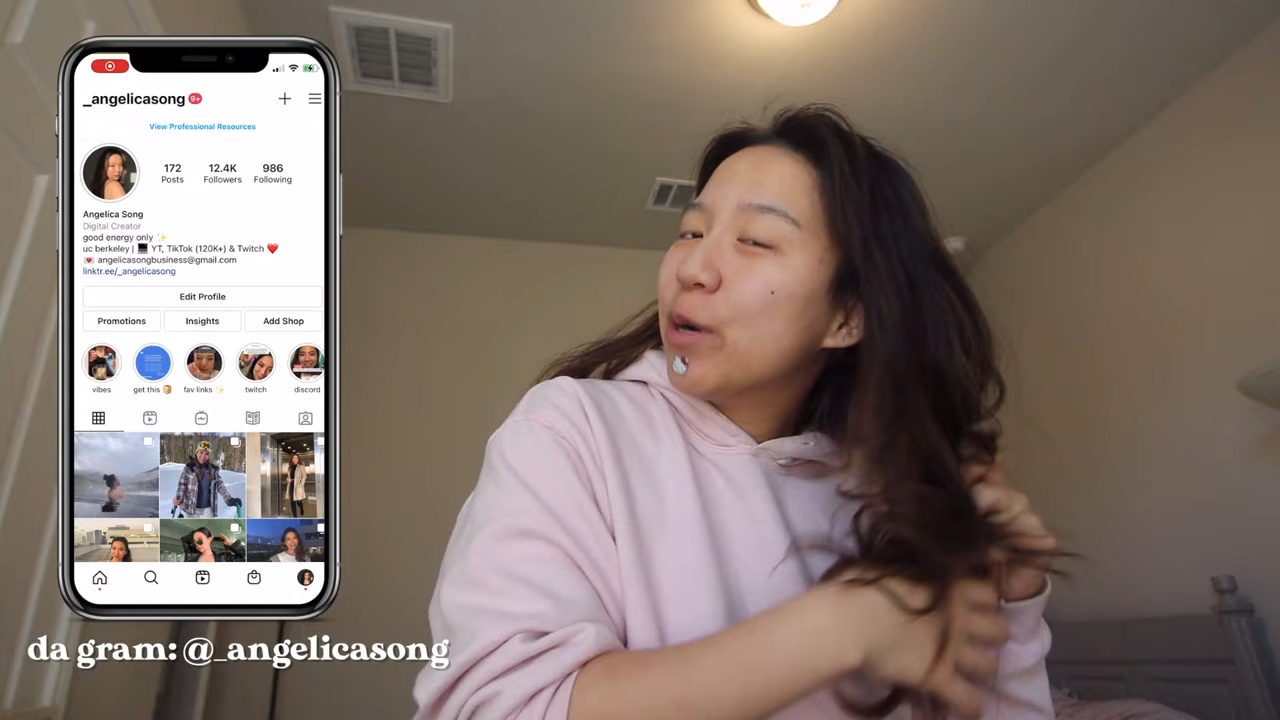 _angelicasong 9+
View Professional Resources
172 12.4K 986
Posts Followers Following
Angelica Song
Digital Creator
good energy only ✨
uc berkeley | 💻 YT, TikTok (120K+) & Twitch ❤️
💌 angelicasongbusiness@gmail.com
linktr.ee/_angelicasong
Edit Profile
Promotions Insights Add Shop
vibes get this 📦 fav links ✨ twitch discord
da gram: @_angelicasong